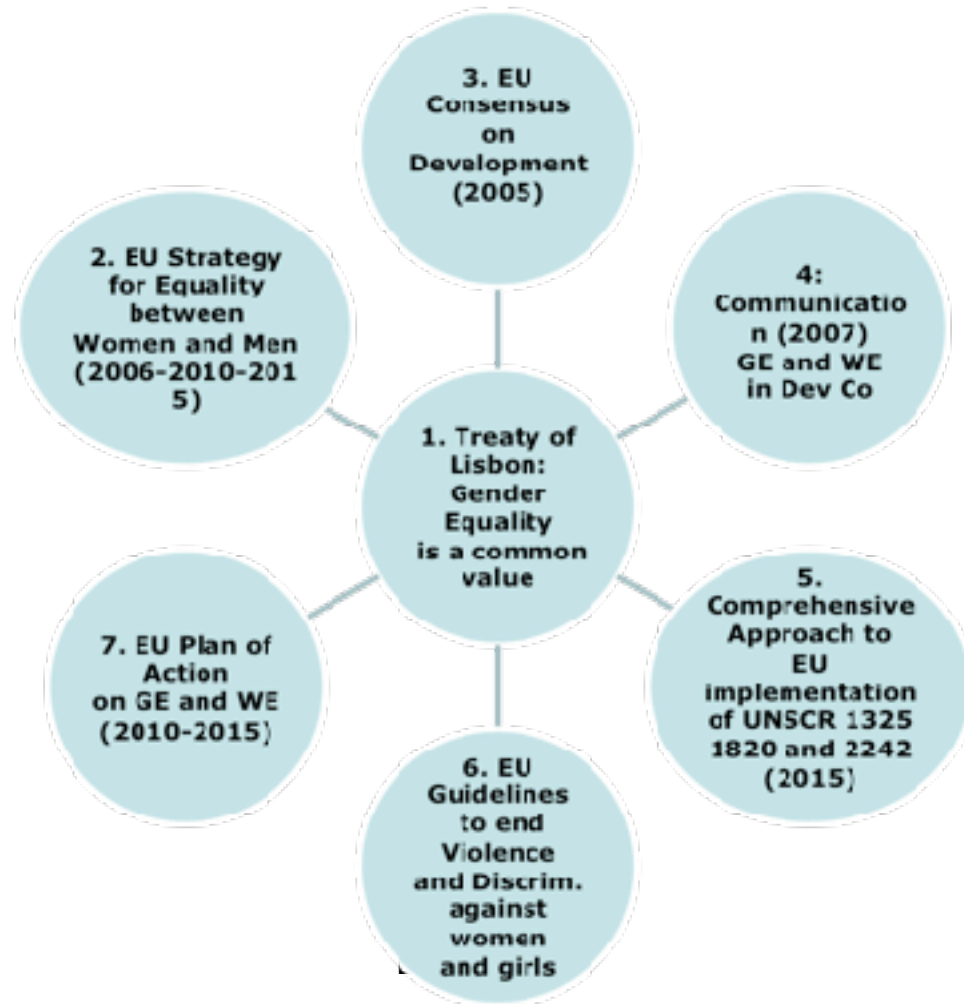 3. EU
Consensus
on
Development
(2005)
2. EU Strategy
for Equality
between
Women and Men
(2006-2010-201
5)
4:
Communicatio
n (2007)
GE and WE
in Dev Co
1. Treaty of
Lisbon:
Gender
Equality
is a common
value
7. EU Plan of
Action
on GE and WE
(2010-2015)
5.
Comprehensive
Approach to
EU
implementation
of UNSCR 1325
1820 and 2242
(2015)
6. EU
Guidelines
to end
Violence
and Discrim.
against
women
and girls